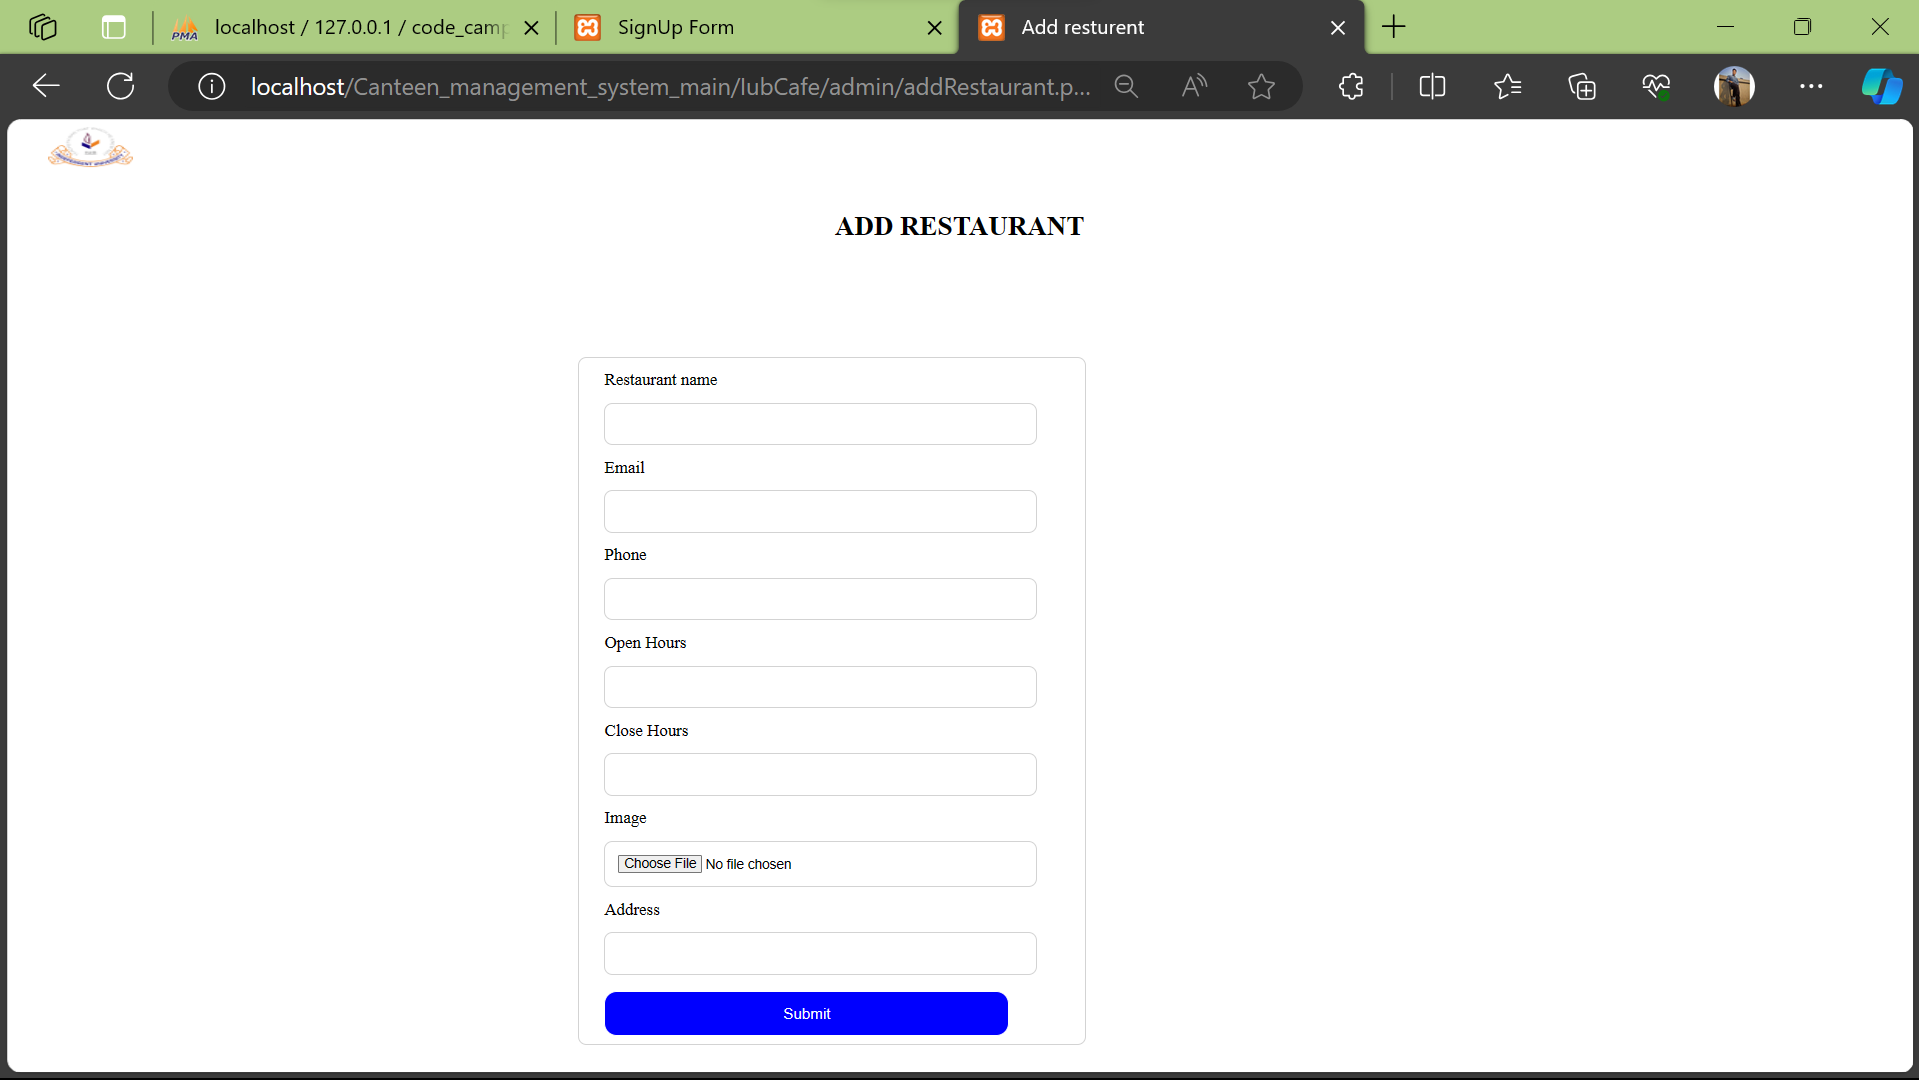 localhost / 127.0.0.1 / code_camp
SignUp Form
Add resturent
localhost/Canteen_management_system_main/IubCafe/admin/addRestaurant.p...
ADD RESTAURANT
Restaurant name
Email
Phone
Open Hours
Close Hours
Image
Choose File No file chosen
Address
Submit